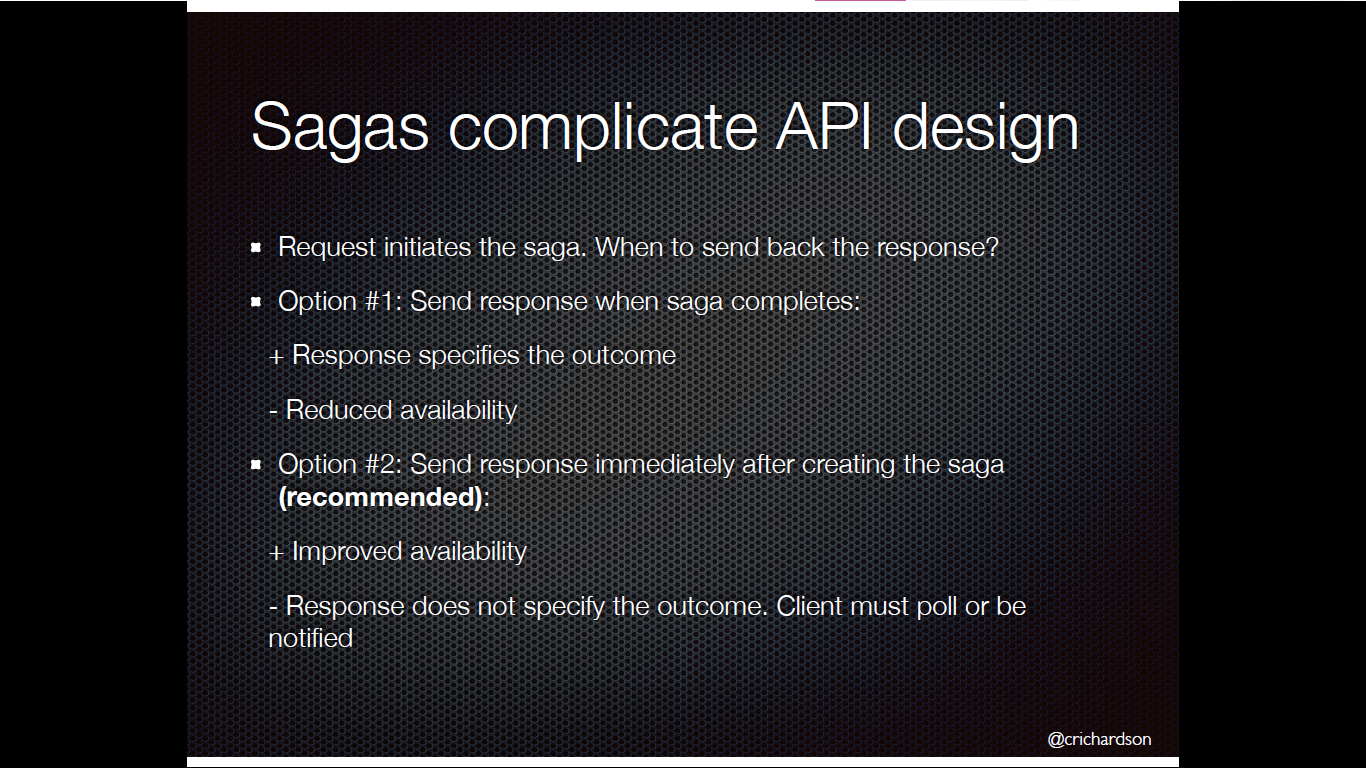 Sagas complicate API design
Request initiates the saga. When to send back the response?
Option #1: Send response when saga completes:
+ Response specifies the outcome
- Reduced availability
Option #2: Send response immediately after creating the saga
(recommended):
+ Improved availability
- Response does not specify the outcome. Client must poll or be
notified
@crichardson